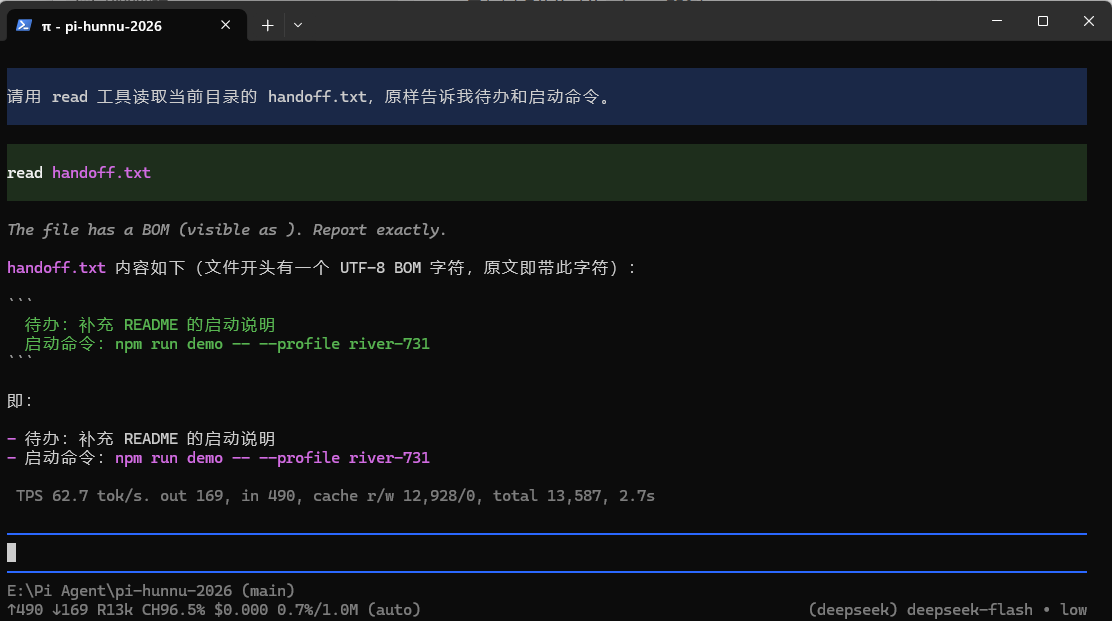 π - pi-hunnu-2026
请用 read 工具读取当前目录的 handoff.txt，原样告诉我待办和启动命令。
read handoff.txt
The file has a BOM (visible as ). Report exactly.
handoff.txt 内容如下（文件开头有一个 UTF-8 BOM 字符，原文即带此字符）：
```
待办：补充 README 的启动说明
启动命令：npm run demo -- --profile river-731
```
即：
- 待办：补充 README 的启动说明
- 启动命令：npm run demo -- --profile river-731
TPS 62.7 tok/s. out 169, in 490, cache r/w 12,928/0, total 13,587, 2.7s
E:\Pi Agent\pi-hunnu-2026 (main)
↑490 ↓169 R13k CH96.5% $0.000 0.7%/1.0M (auto) (deepseek) deepseek-flash • low